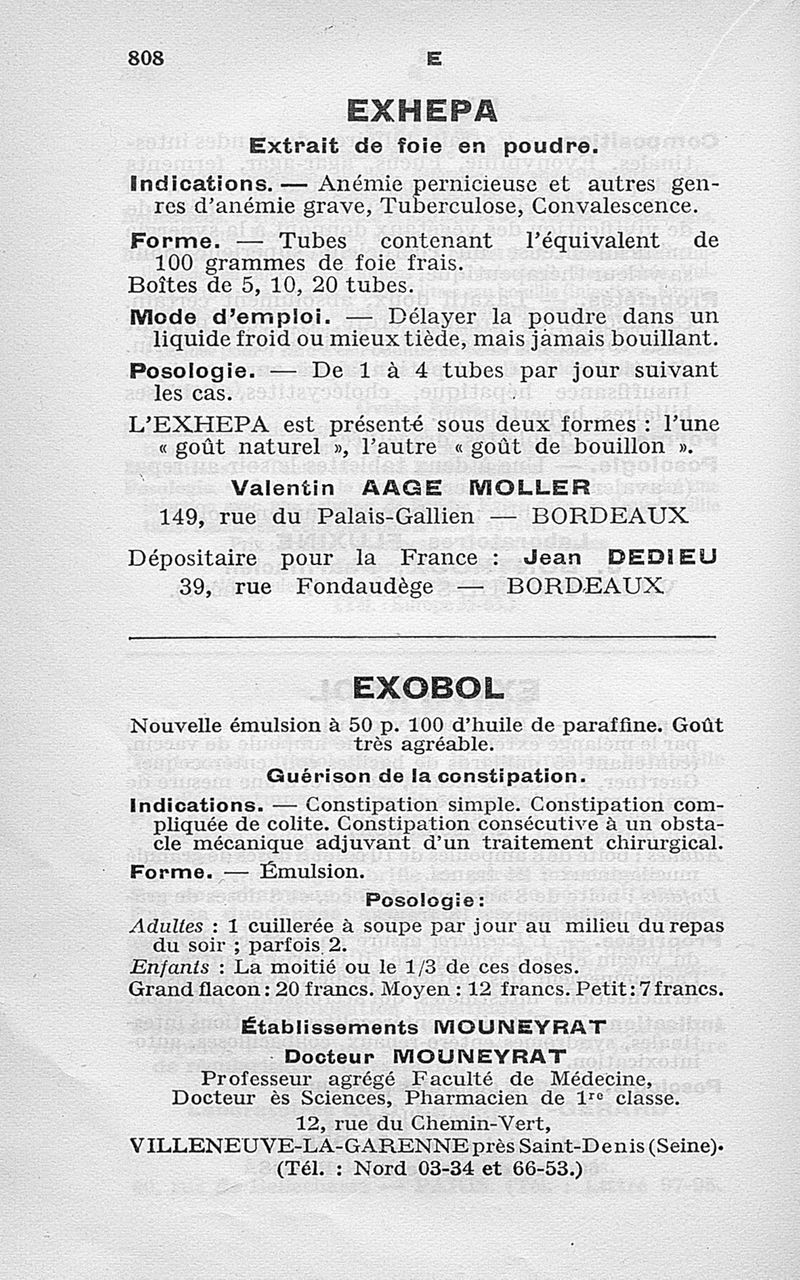 808 E
EXHEPA
Extrait de foie en poudre.
Indications. — Anémie pernicieuse et autres gen-
res d'anémie grave, Tuberculose, Convalescence.
Forme. — Tubes contenant l'équivalent de
100 grammes de foie frais.
Boîtes de 5, 10, 20 tubes.
Mode d'emploi. — Délayer la poudre dans un
liquide froid ou mieux tiède, mais jamais bouillant.
Posologie. — De 1 à 4 tubes par jour suivant
les cas.
L'EXHEPA est présenté sous deux formes : l'une
« goût naturel », l'autre « goût de bouillon ».
Valentin AAGE MOLLER
149, rue du Palais-Gallien — BORDEAUX
Dépositaire pour la France : Jean DEDIEU
39, rue Fondaudège — BORDEAUX
EXOBOL
Nouvelle émulsion à 50 p. 100 d'huile de paraffine. Goût
très agréable.
Guérison de la constipation.
Indications. — Constipation simple. Constipation com-
pliquée de colite. Constipation consécutive à un obsta-
cle mécanique adjuvant d'un traitement chirurgical.
Forme. — Émulsion.
Posologie :
Adultes : 1 cuillerée à soupe par jour au milieu du repas
du soir ; parfois 2.
Enfants : La moitié ou le 1/3 de ces doses.
Grand flacon : 20 francs. Moyen : 12 francs. Petit : 7 francs.
Établissements MOUNEYRAT
Docteur MOUNEYRAT
Professeur agrégé Faculté de Médecine,
Docteur ès Sciences, Pharmacien de 1re classe.
12, rue du Chemin-Vert,
VILLENEUVE-LA-GARENNE près Saint-Denis (Seine).
(Tél. : Nord 03-34 et 66-53.)